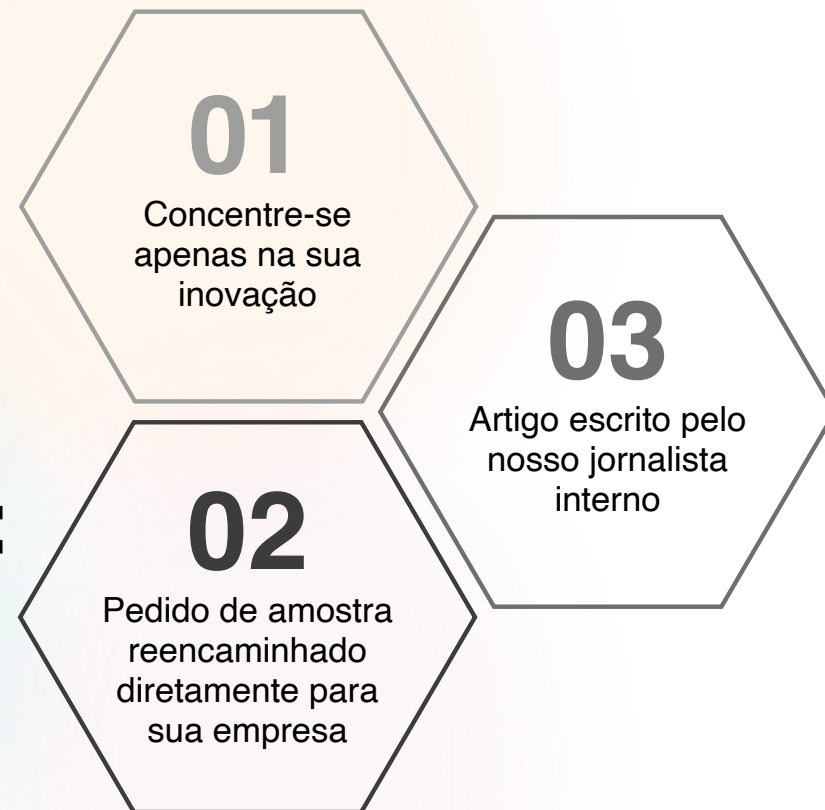 01
Concentre-se
apenas na sua
inovação
02
Pedido de amostra
reencaminhado
diretamente para
sua empresa
03
Artigo escrito pelo
nosso jornalista
interno